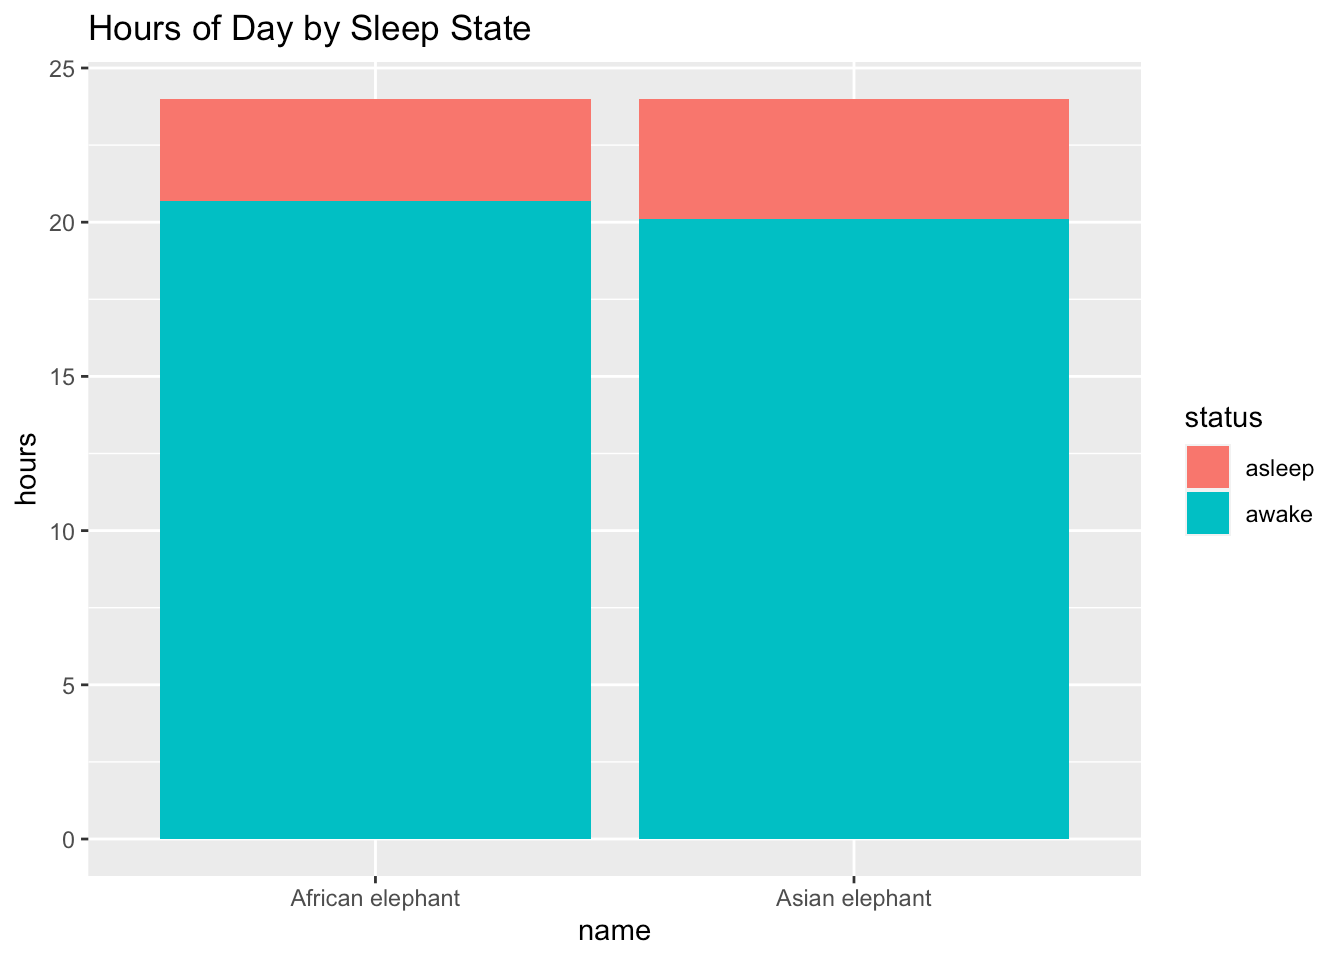 Hours of Day by Sleep State
25
20
15
10
5
0
hours
African elephant
Asian elephant
name
status
asleep
awake